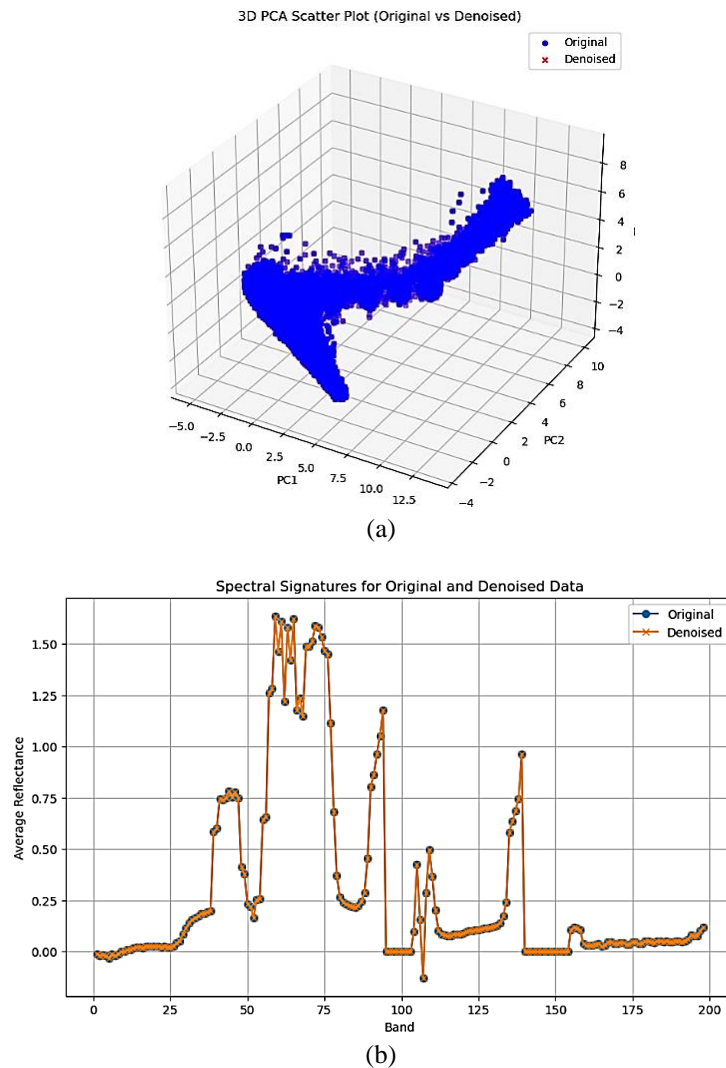 3D PCA Scatter Plot (Original vs Denoised)
Original
Denoised
8
6
4
2
0
−2
−4
10
8
6
4
2
0
−2
−4
PC2
−5.0
−2.5
0.0
2.5
5.0
7.5
10.0
12.5
PC1
(a)
Spectral Signatures for Original and Denoised Data
Original
Denoised
1.50
1.25
1.00
0.75
0.50
0.25
0.00
Average Reflectance
0 25 50 75 100 125 150 175 200
Band
(b)